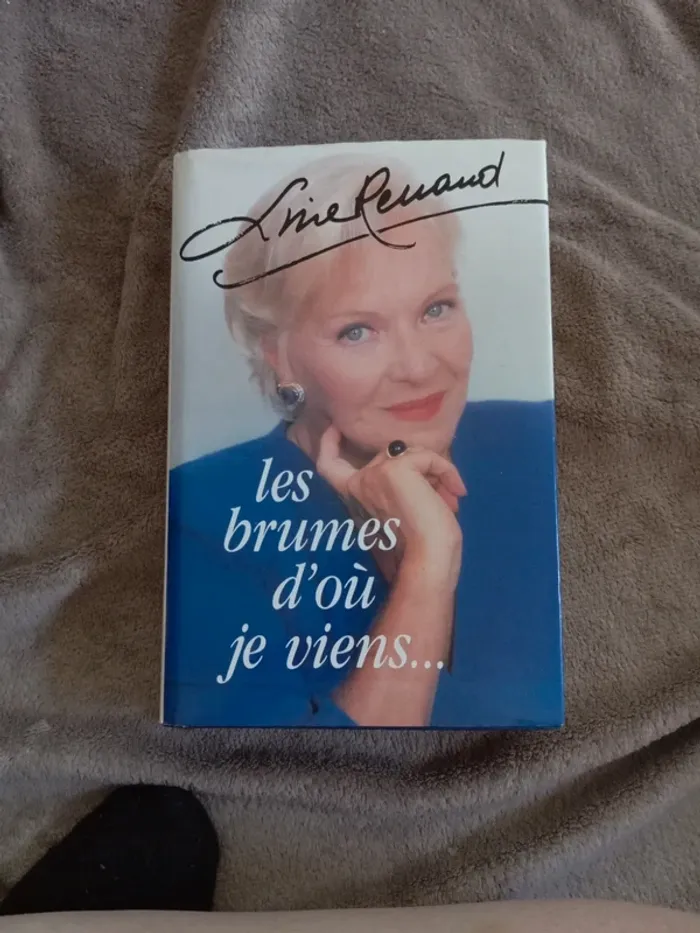 Line Renaud
les
brumes
d'où
je viens...